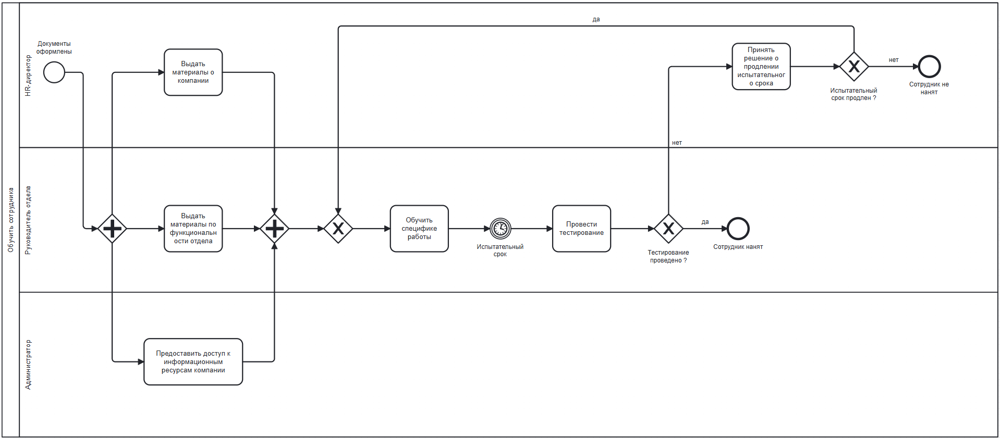 Обучить сотрудника
HR-директор
Документы
оформлены
Выдать
материалы о
компании
да
Принять
решение о
продлении
испытательног
о срока
Испытательный
срок продлен ?
нет
Сотрудник не
нанят
нет
Руководитель отдела
Выдать
материалы по
функциональн
ости отдела
Обучить
специфике
работы
Испытательный
срок
Провести
тестирование
Тестирование
проведено ?
да
Сотрудник нанят
Администратор
Предоставить доступ к
информационным
ресурсам компании